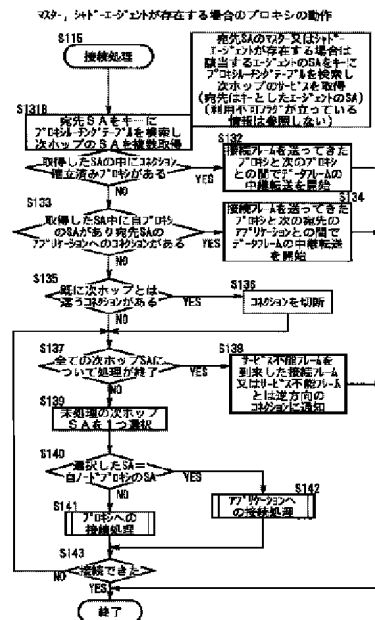 マスター, シャドーエージェントが存在する場合のプロキシの動作
S116
接続処理
宛先SAのマスター又はシャドー
エージェントが存在する場合は
該当するエージェントのSAをキーに
プロキシルーチングテーブルを検索し
次ホップのサービスを取得
(宛先はキーとしたエージェントのSA)
(利用不可フラグが立っている
情報は参照しない)
S131B
宛先SAをキーに
プロキシルーチングテーブルを検索し
次ホップのSAを複数取得
S132
取得したSAの中にコネクション
確立済みプロキシがある
YES
NO
接続フレームを送ってきた
プロキシと次のプロキシ
との間でデータフレームの
中継転送を開始
S133
S134
取得したSA中に自プロキシ
のSAがあり宛先SAの
アプリケーションへのコネクションがある
YES
NO
接続フレームを送ってきた
プロキシと次の宛先の
アプリケーションとの間で
データフレームの中継転送
を開始
S135
S136
既に次ホップとは
違うコネクションがある
YES
NO
コネクションを切断
S137
S138
全ての次ホップSAに
ついて処理が終了
YES
NO
サービス不能フレームを
到来した接続フレーム
又はサービス不能フレーム
とは逆方向の
コネクションに通知
S139
未処理の次ホップ
SAを1つ選択
S140
選択したSA=
自ノードプロキシのSA
YES
NO
S141
S142
プロキシへの
接続処理
アプリケーションへ
の接続処理
S143
接続できた
NO
YES
終了